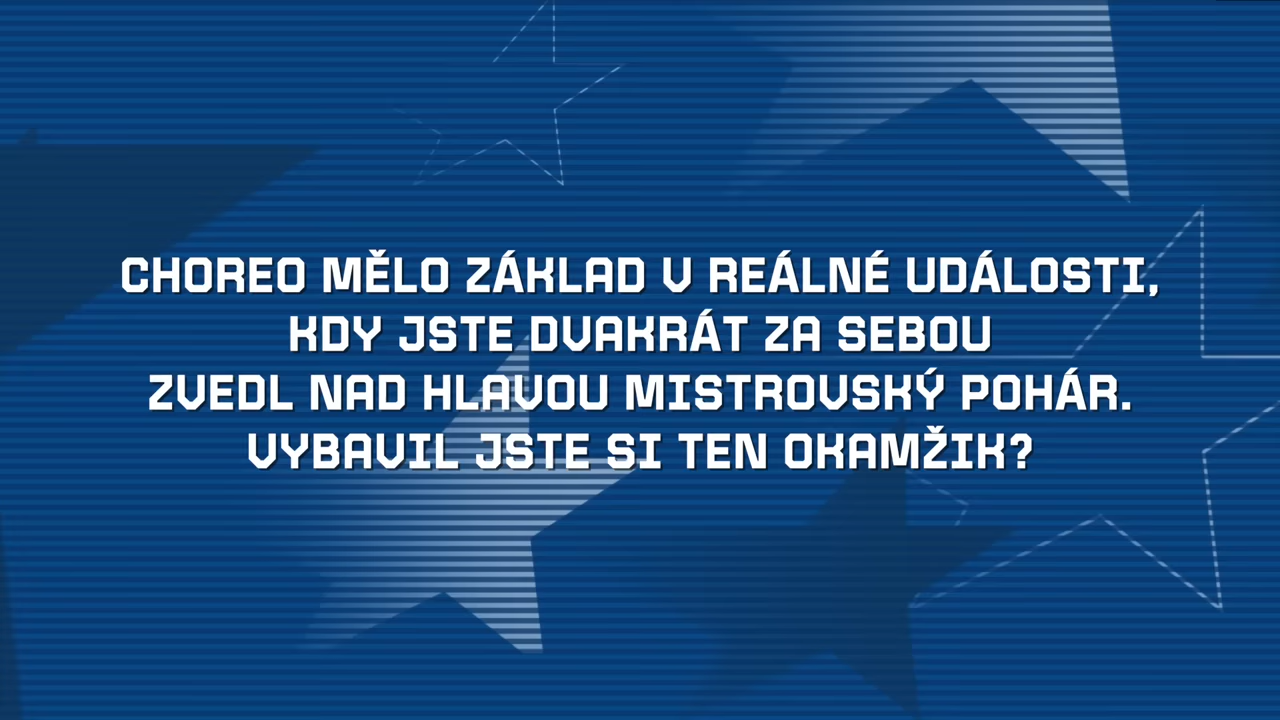 CHOREO MĚLO ZÁKLAD V REÁLNÉ UDÁLOSTI,
KDY JSTE DVAKRÁT ZA SEBOU
ZVEDL NAD HLAVOU MISTROVSKÝ POHÁR.
VYBAVIL JSTE SI TEN OKAMŽIK?